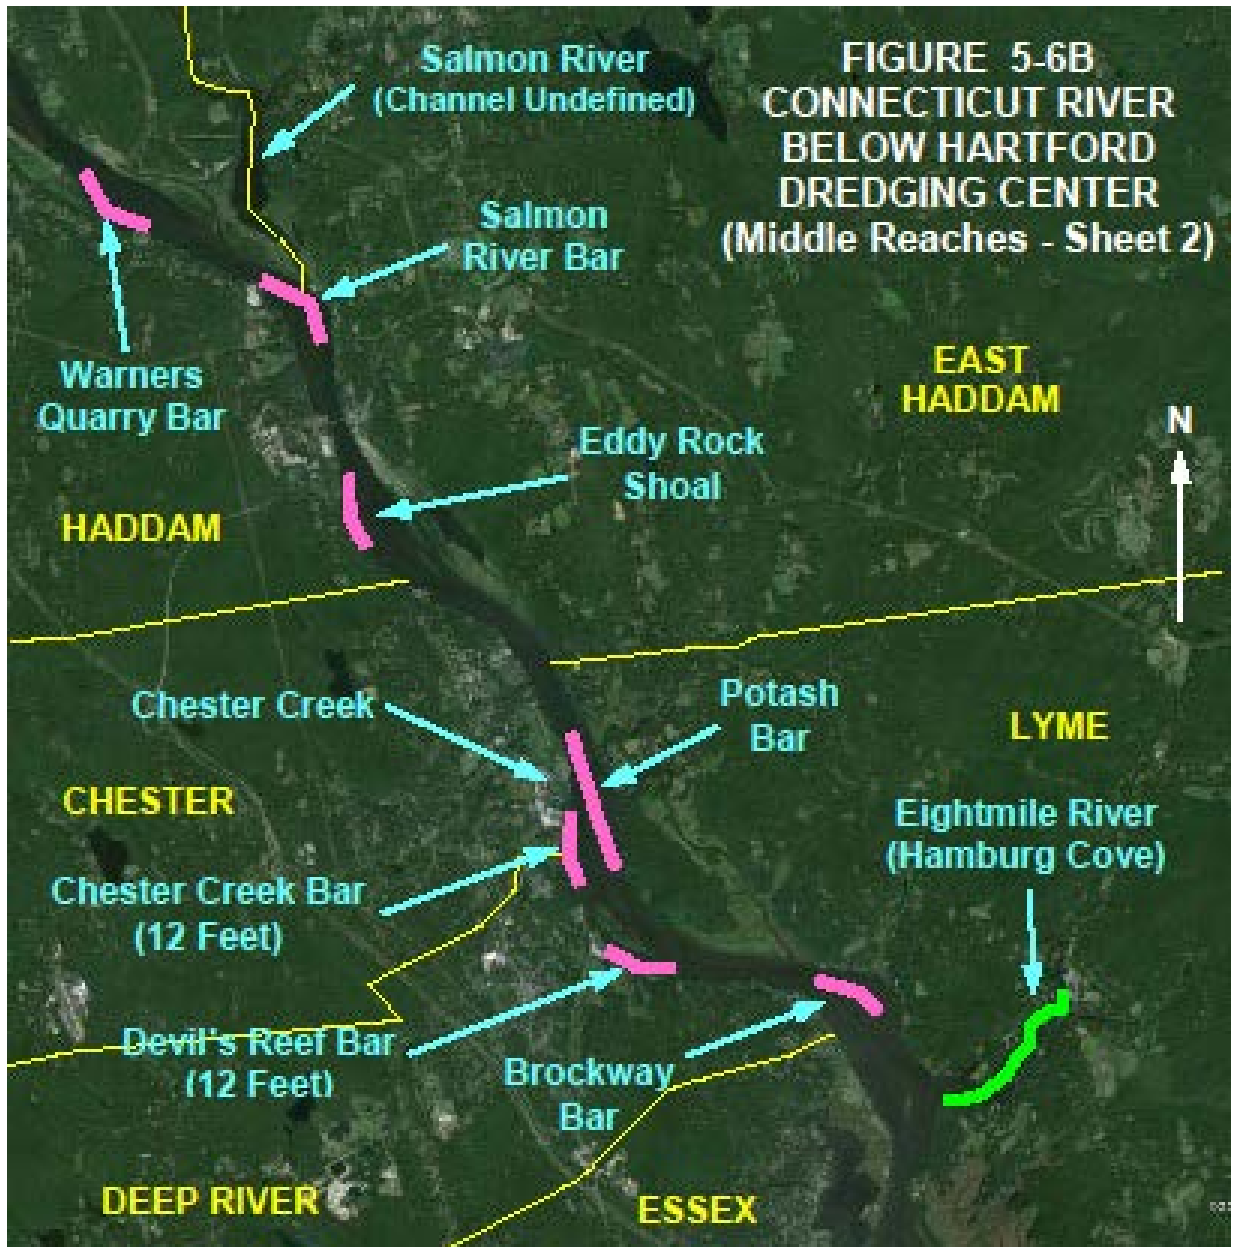 FIGURE 5-6B
CONNECTICUT RIVER
BELOW HARTFORD
DREDGING CENTER
(Middle Reaches - Sheet 2)
Salmon River
(Channel Undefined)
Salmon
River Bar
Warners
Quarry Bar
EAST
HADDAM
N
Eddy Rock
Shoal
HADDAM
Chester Creek
Potash
Bar
LYME
CHESTER
Eightmile River
(Hamburg Cove)
Chester Creek Bar
(12 Feet)
Devil's Reef Bar
(12 Feet)
Brockway
Bar
DEEP RIVER
ESSEX